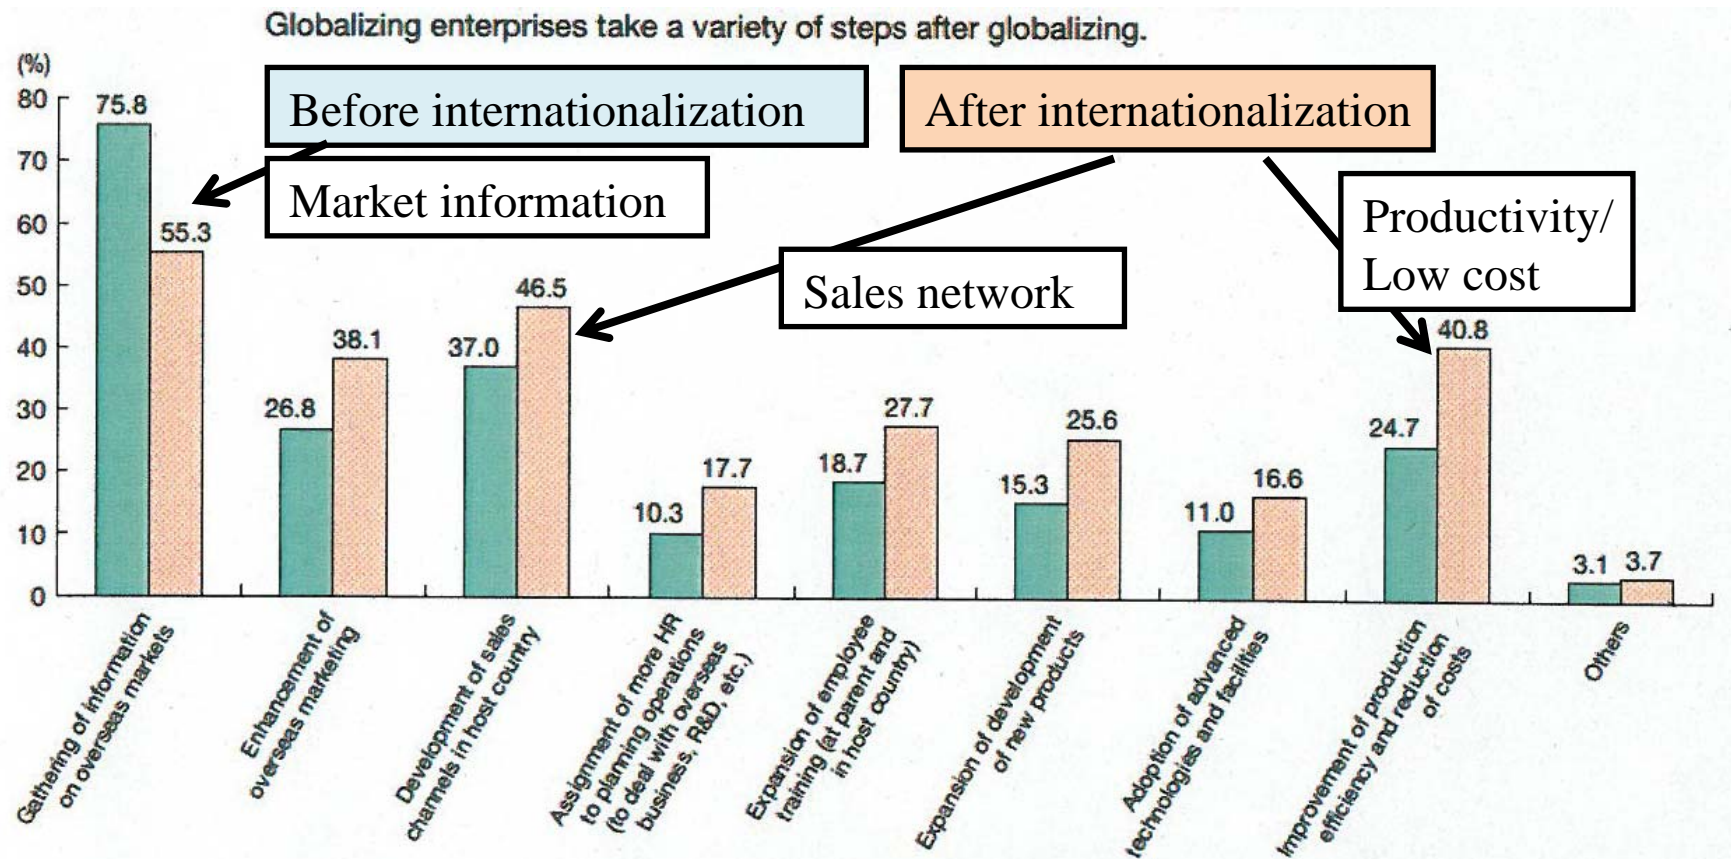 Globalizing enterprises take a variety of steps after globalizing.
(%)
80
70
60
50
40
30
20
10
0
Before internationalization
After internationalization
Market information
Sales network
Productivity/
Low cost
75.8
55.3
26.8
38.1
37.0
46.5
10.3
17.7
18.7
27.7
15.3
25.6
11.0
16.6
24.7
40.8
3.1
3.7
Gathering of information
on overseas markets
Enhancement of
overseas marketing
Development of sales
channels in host country
Assignment of more HR
to planning operations
(to deal with overseas
business, R&D, etc.)
Expansion of employee
training (at parent and
in host country)
Expansion of development
of new products
Adoption of advanced
technologies and facilities
Improvement of production
efficiency and reduction
of costs
Others